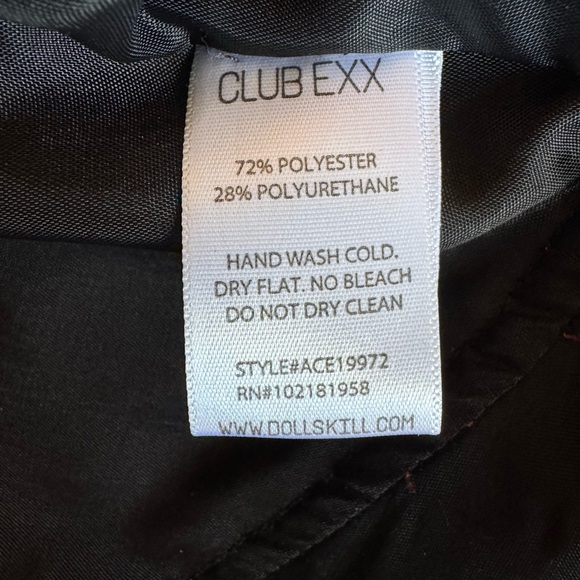 CLUB EXX
72% POLYESTER
28% POLYURETHANE
HAND WASH COLD.
DRY FLAT. NO BLEACH
DO NOT DRY CLEAN
STYLE#ACE19972
RN#102181958
WWW.DOLLSKILL.COM